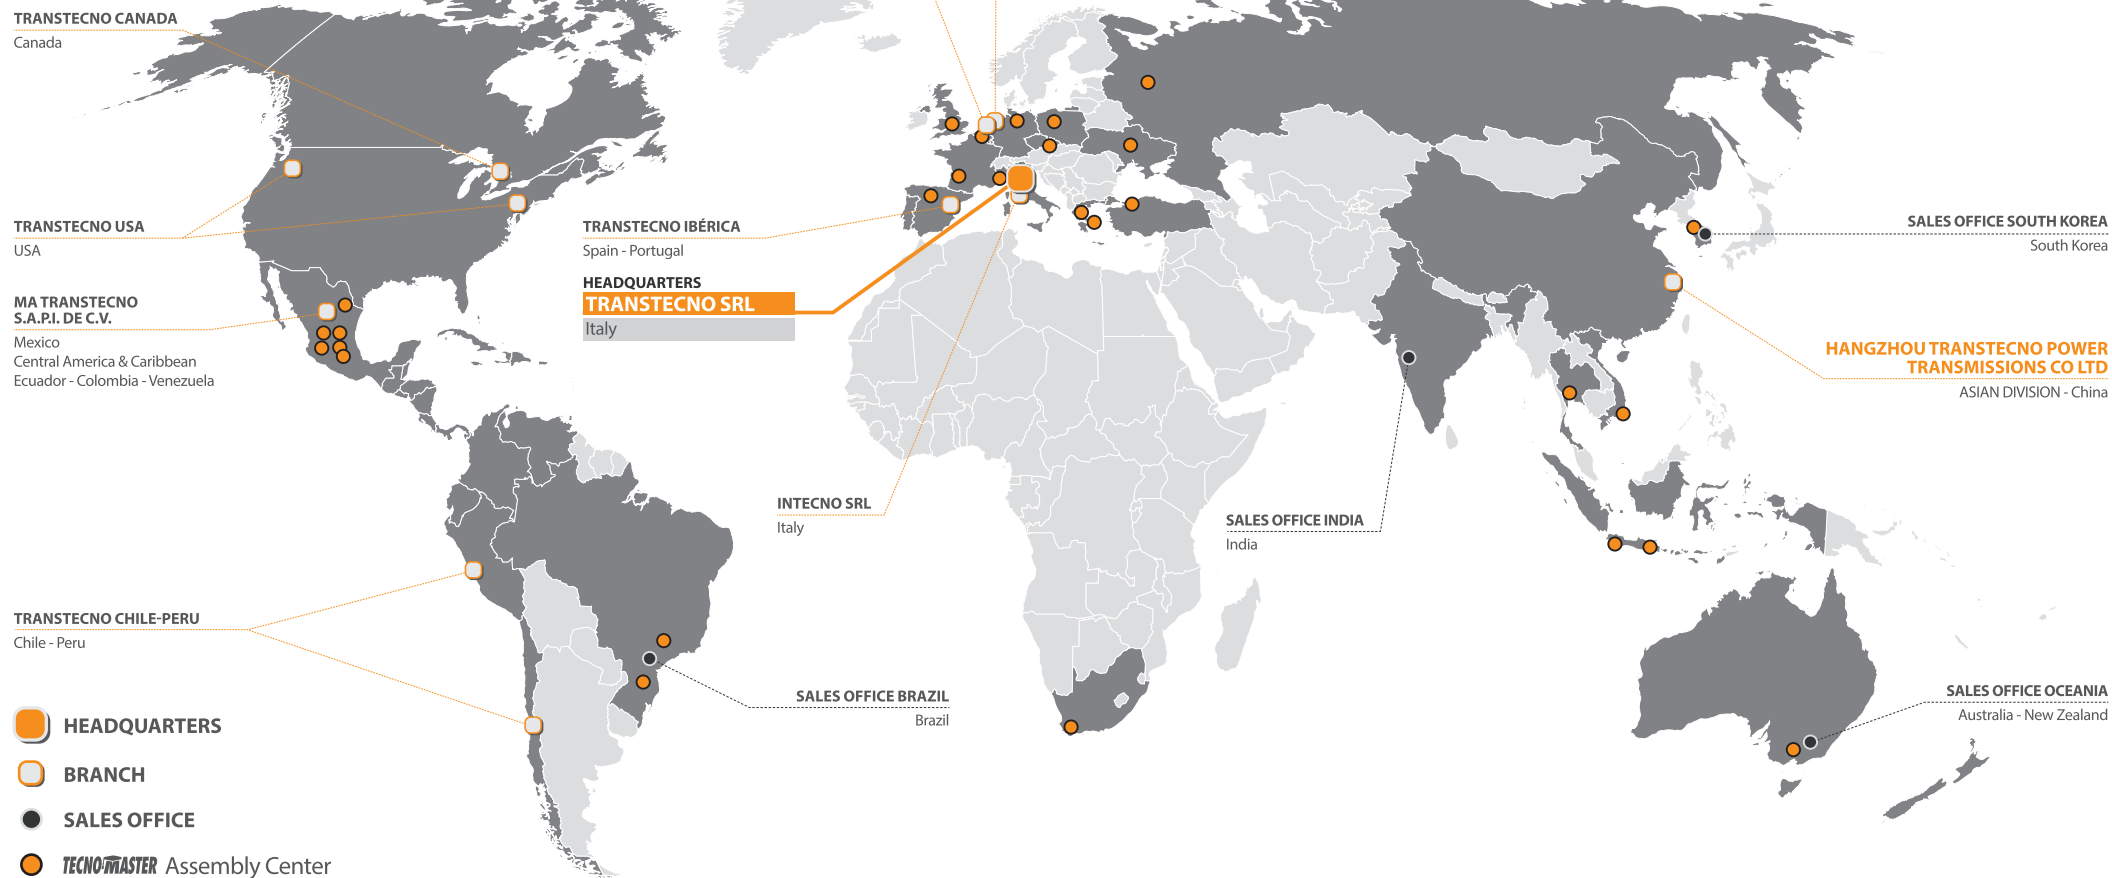 TRANSTECNO CANADA
Canada
TRANSTECNO USA
USA
MA TRANSTECNO
S.A.P.I. DE C.V.
Mexico
Central America & Caribbean
Ecuador - Colombia - Venezuela
TRANSTECNO IBÉRICA
Spain - Portugal
HEADQUARTERS
TRANSTECNO SRL
Italy
SALES OFFICE SOUTH KOREA
South Korea
HANGZHOU TRANSTECNO POWER
TRANSMISSIONS CO LTD
ASIAN DIVISION - China
INTECNO SRL
Italy
SALES OFFICE INDIA
India
TRANSTECNO CHILE-PERU
Chile - Peru
SALES OFFICE BRAZIL
Brazil
SALES OFFICE OCEANIA
Australia - New Zealand
HEADQUARTERS
BRANCH
SALES OFFICE
TECNOMASTER Assembly Center